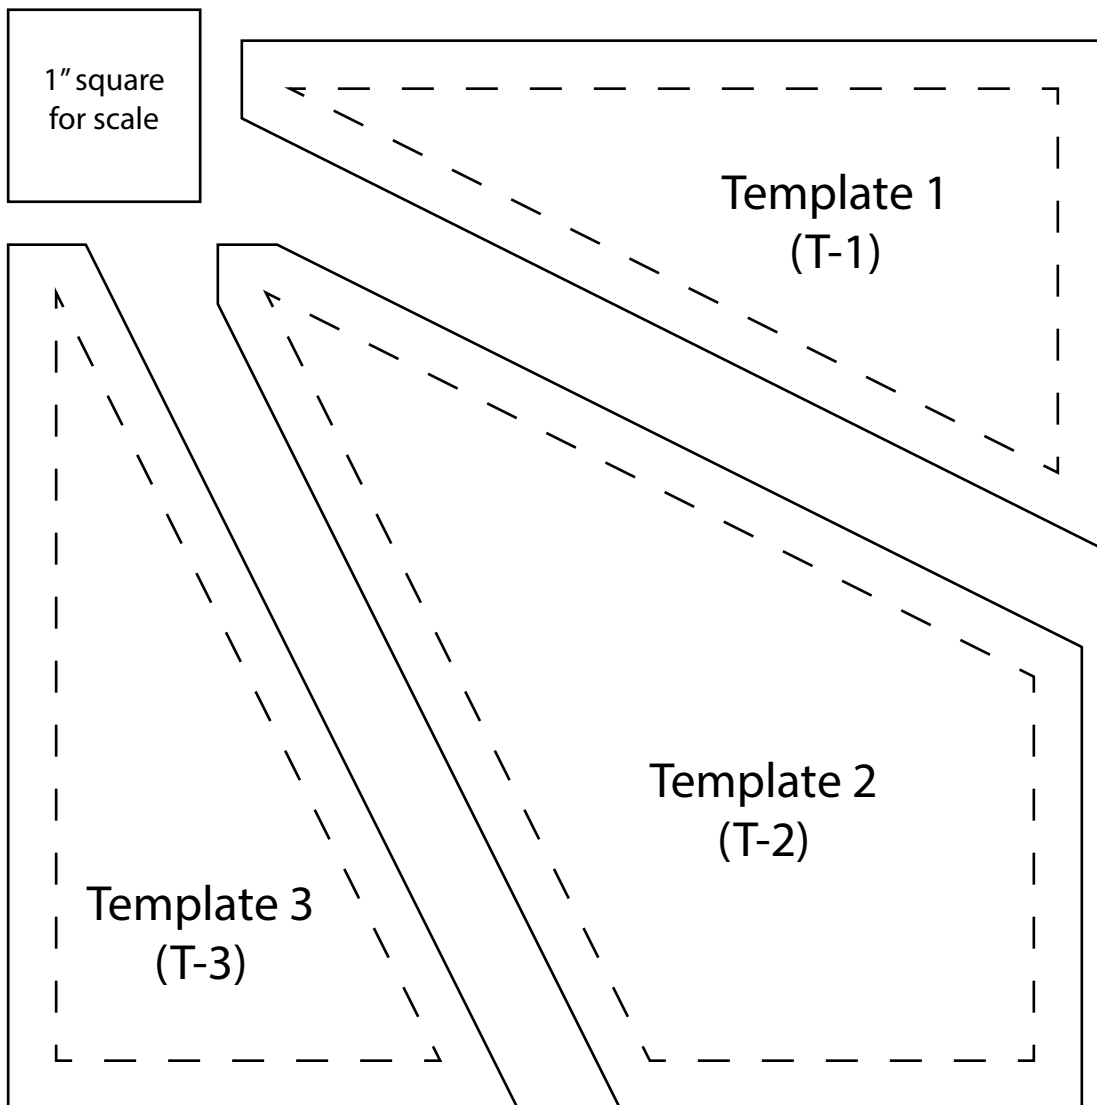 1” square
for scale
Template 1
(T-1)
Template 2
(T-2)
Template 3
(T-3)